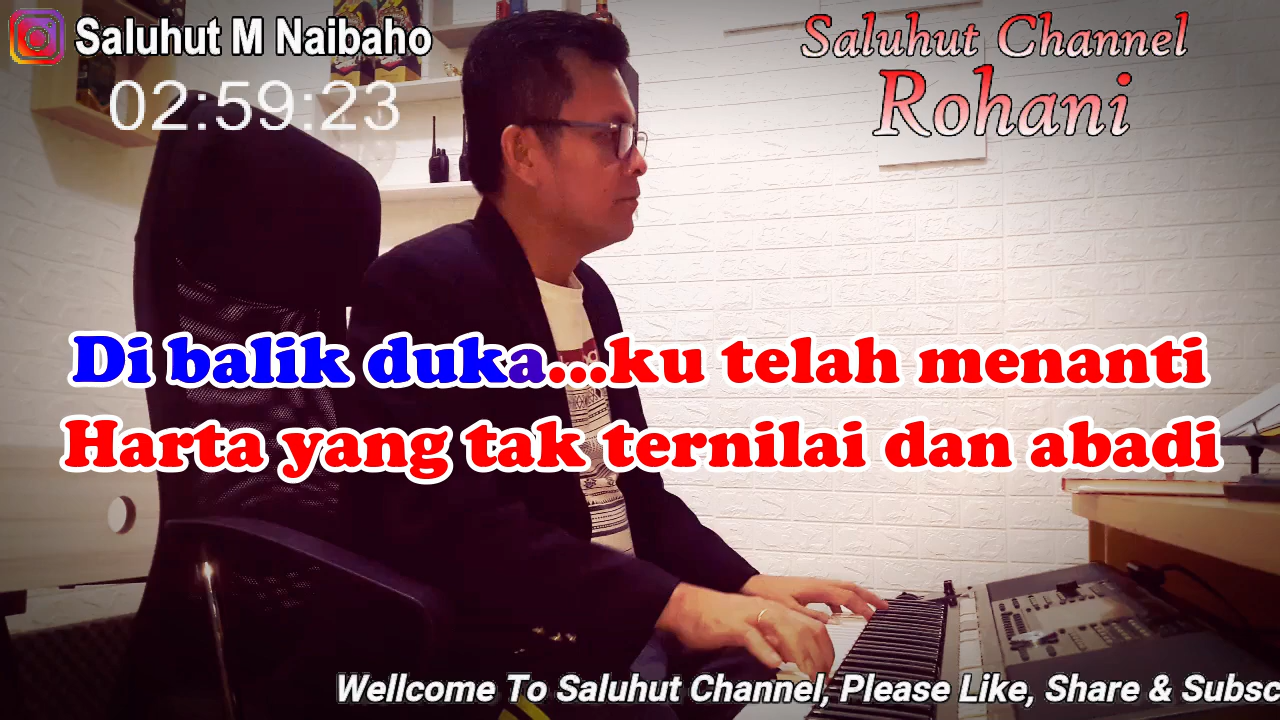 Saluhut M Naibaho
02:59:23
Saluhut Channel
Rohani
Di balik duka...ku telah menanti
Harta yang tak ternilai dan abadi
Wellcome To Saluhut Channel, Please Like, Share & Subsc